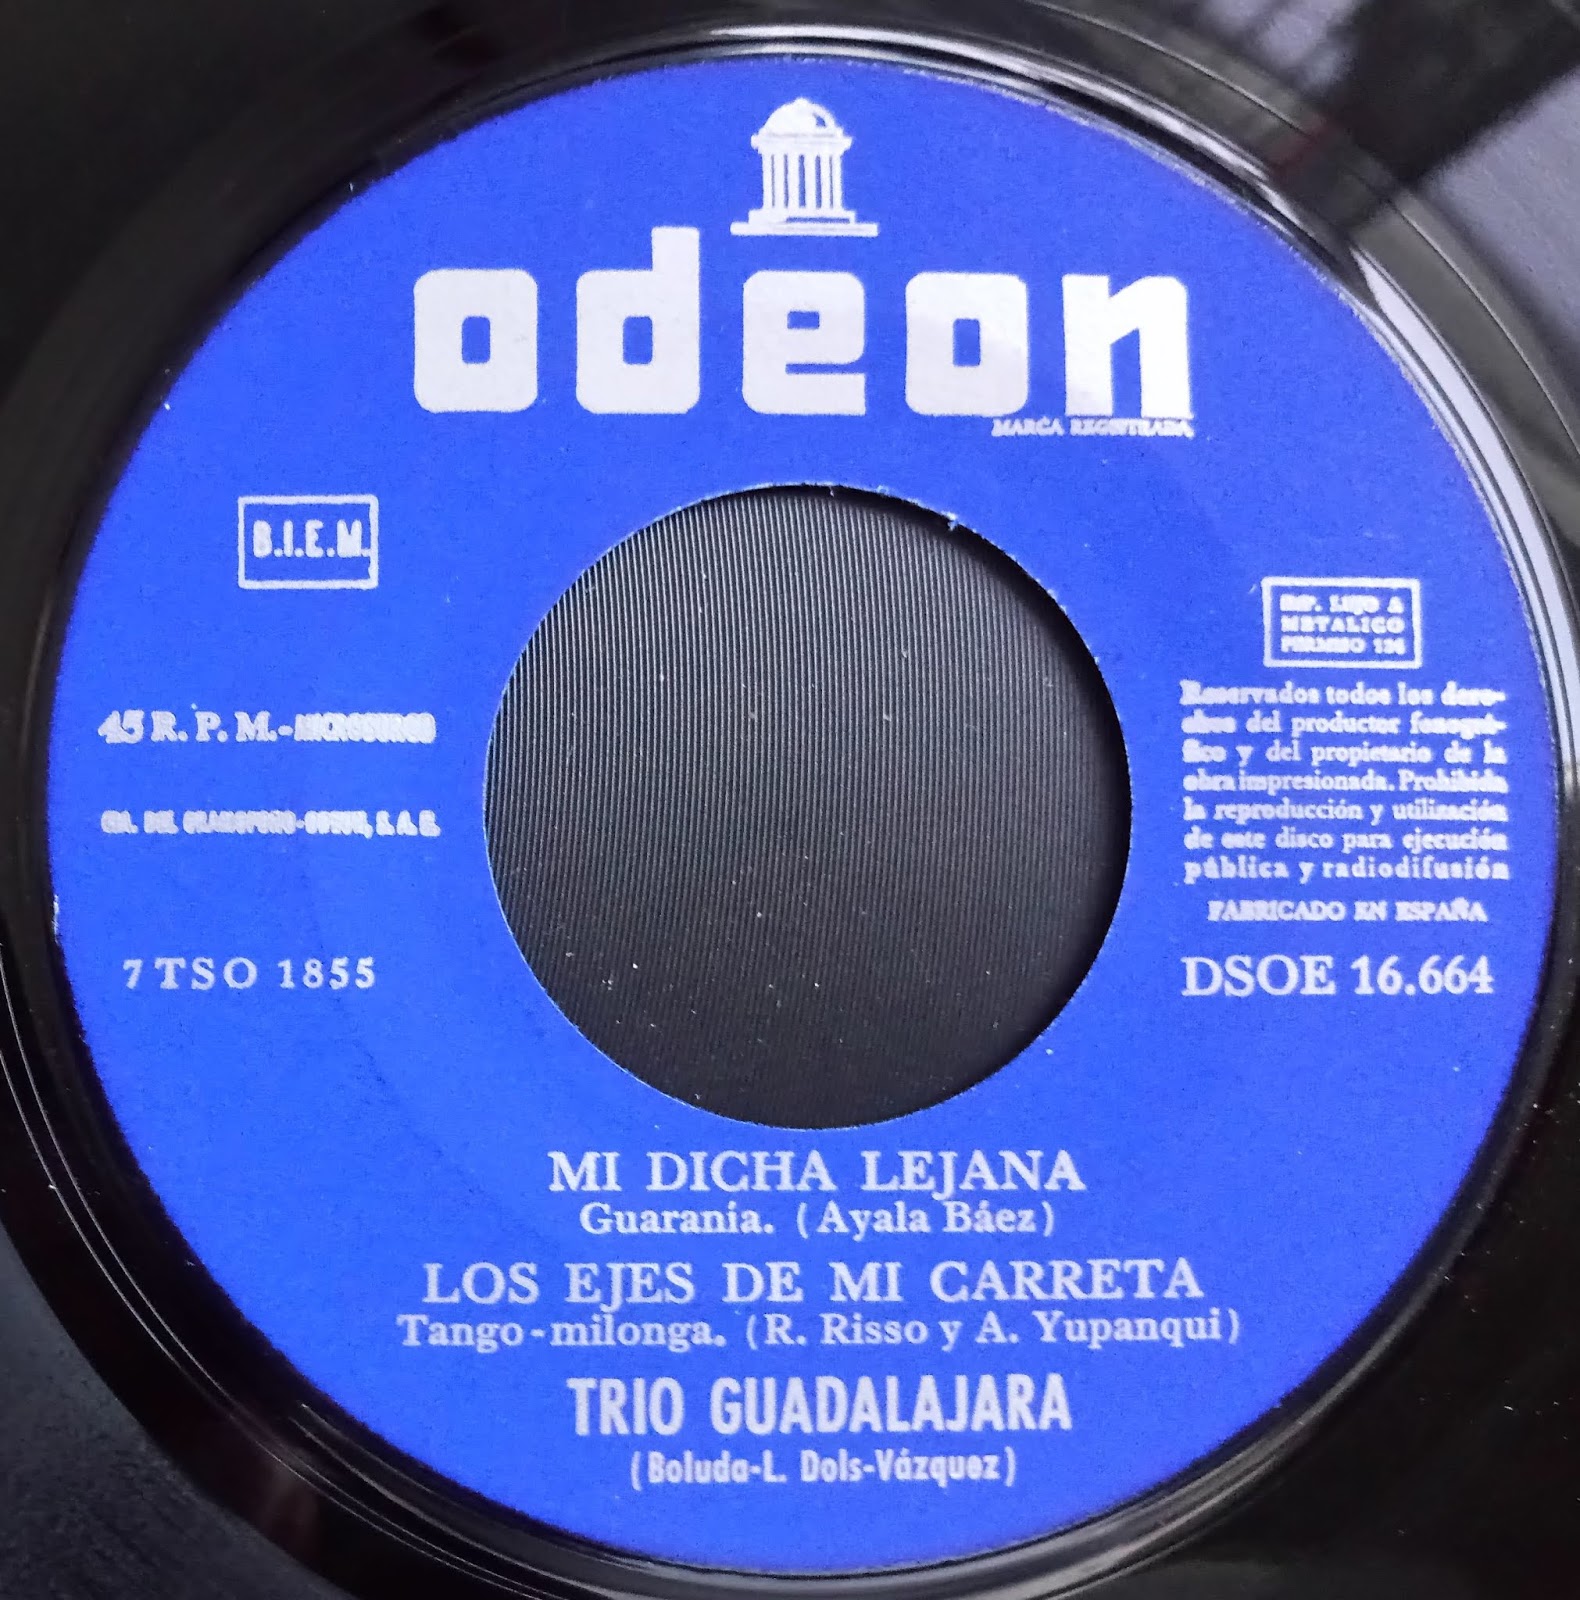 odeon
MARCA REGISTRADA
B.I.E.M.
IMP. LUJO A
METALICO
PERMISO 136
45 R. P. M.-MICROSURCO
CIA. DEL GRAMOFONO-ODEON, S. A. E.
Reservados todos los dere-
chos del productor fonográ-
fico y del propietario de la
obra impresionada. Prohibida
la reproducción y utilización
de este disco para ejecución
pública y radiodifusión
FABRICADO EN ESPAÑA
7 TSO 1855
DSOE 16.664
MI DICHA LEJANA
Guarania. (Ayala Báez)
LOS EJES DE MI CARRETA
Tango-milonga. (R. Risso y A. Yupanqui)
TRIO GUADALAJARA
(Boluda-L. Dols-Vázquez)